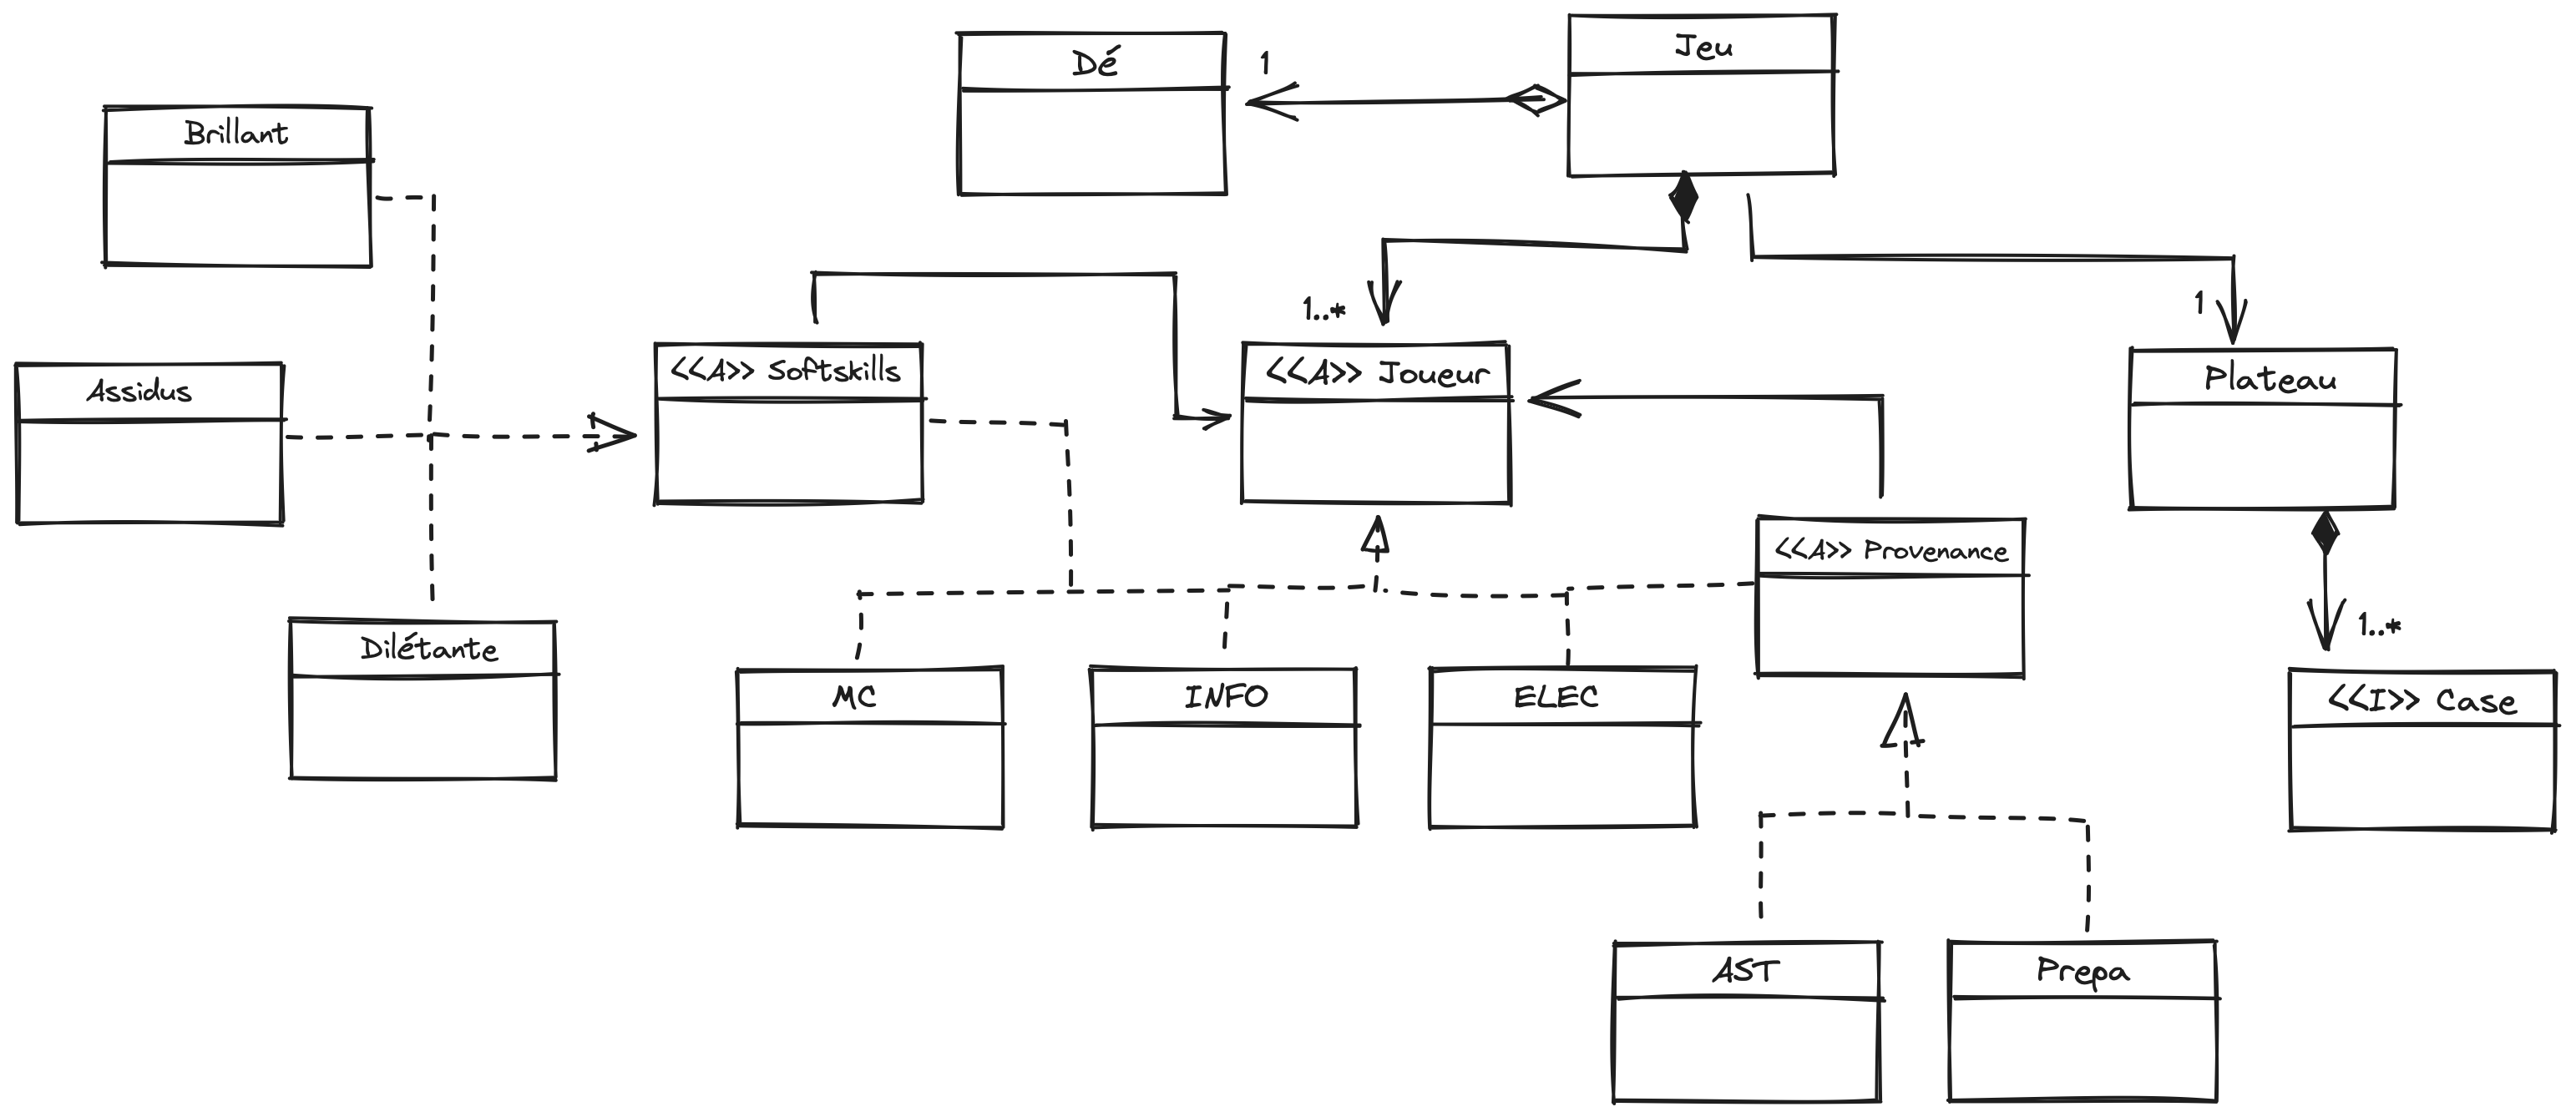 Jeu
Dé
1
Brillant
1..*
1
<<A>> Softskills
<<A>> Joueur
Plateau
Assidus
<<A>> Provenance
1..*
Dilétante
MC
INFO
ELEC
<<I>> Case
AST
Prepa